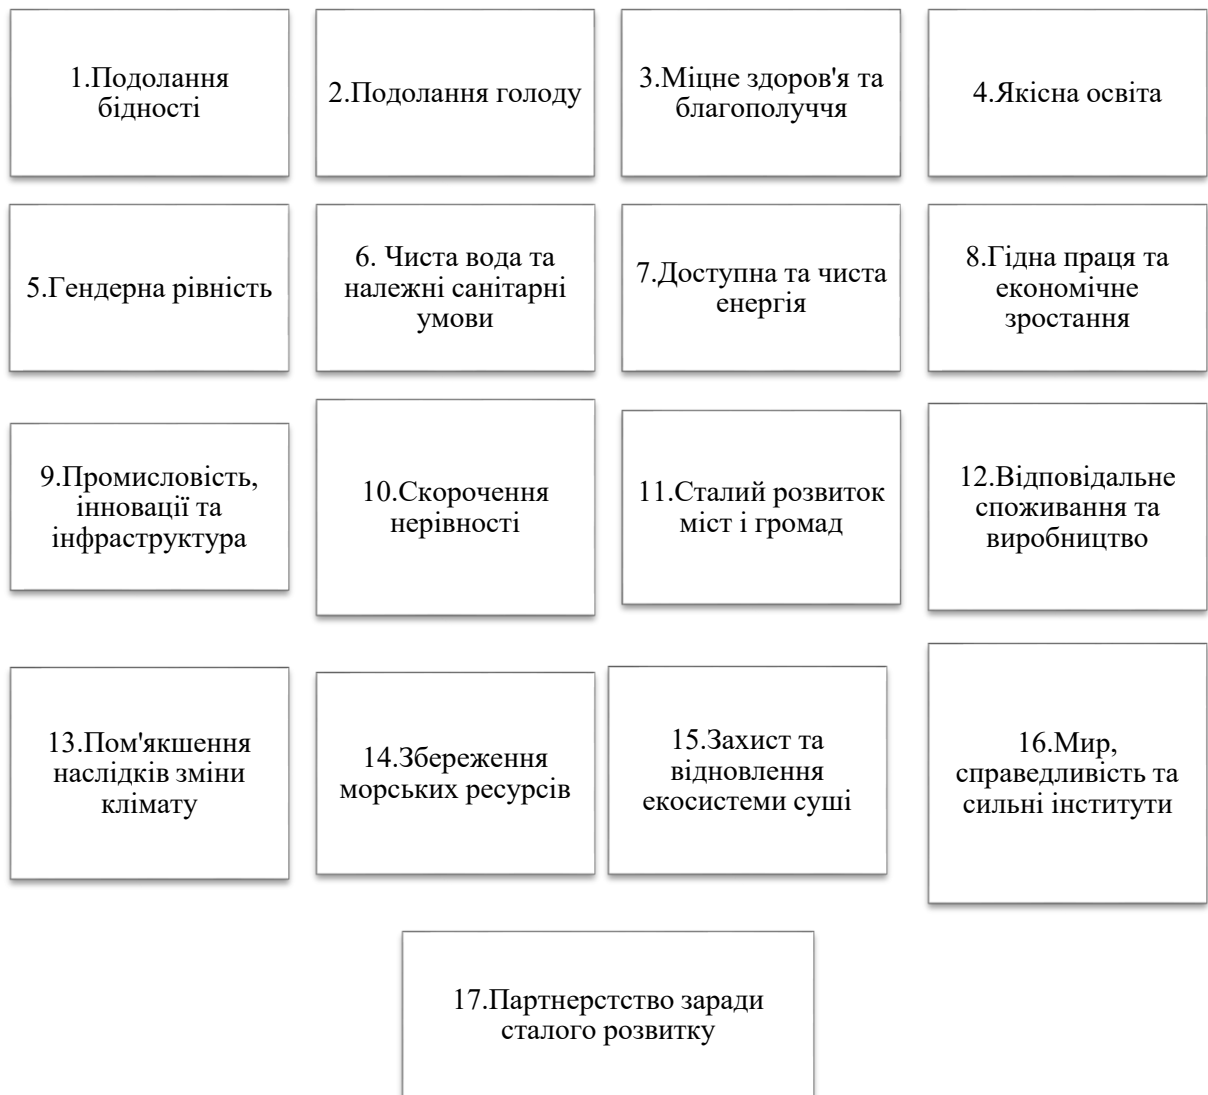 1.Подолання
бідності
2.Подолання голоду
3.Міцне здоров'я та
благополуччя
4.Якісна освіта
5.Гендерна рівність
6. Чиста вода та
належні санітарні
умови
7.Доступна та чиста
енергія
8.Гідна праця та
економічне
зростання
9.Промисловість,
інновації та
інфраструктура
10.Скорочення
нерівності
11.Сталий розвиток
міст і громад
12.Відповідальне
споживання та
виробництво
13.Пом'якшення
наслідків зміни
клімату
14.Збереження
морських ресурсів
15.Захист та
відновлення
екосистеми суші
16.Мир,
справедливість та
сильні інститути
17.Партнерстство заради
сталого розвитку